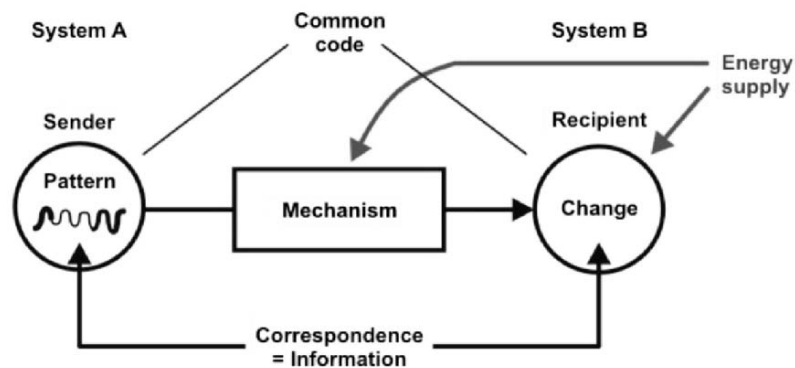 System A
Common
code
System B
Energy
supply
Sender
Recipient
Pattern
Mechanism
Change
Correspondence
= Information